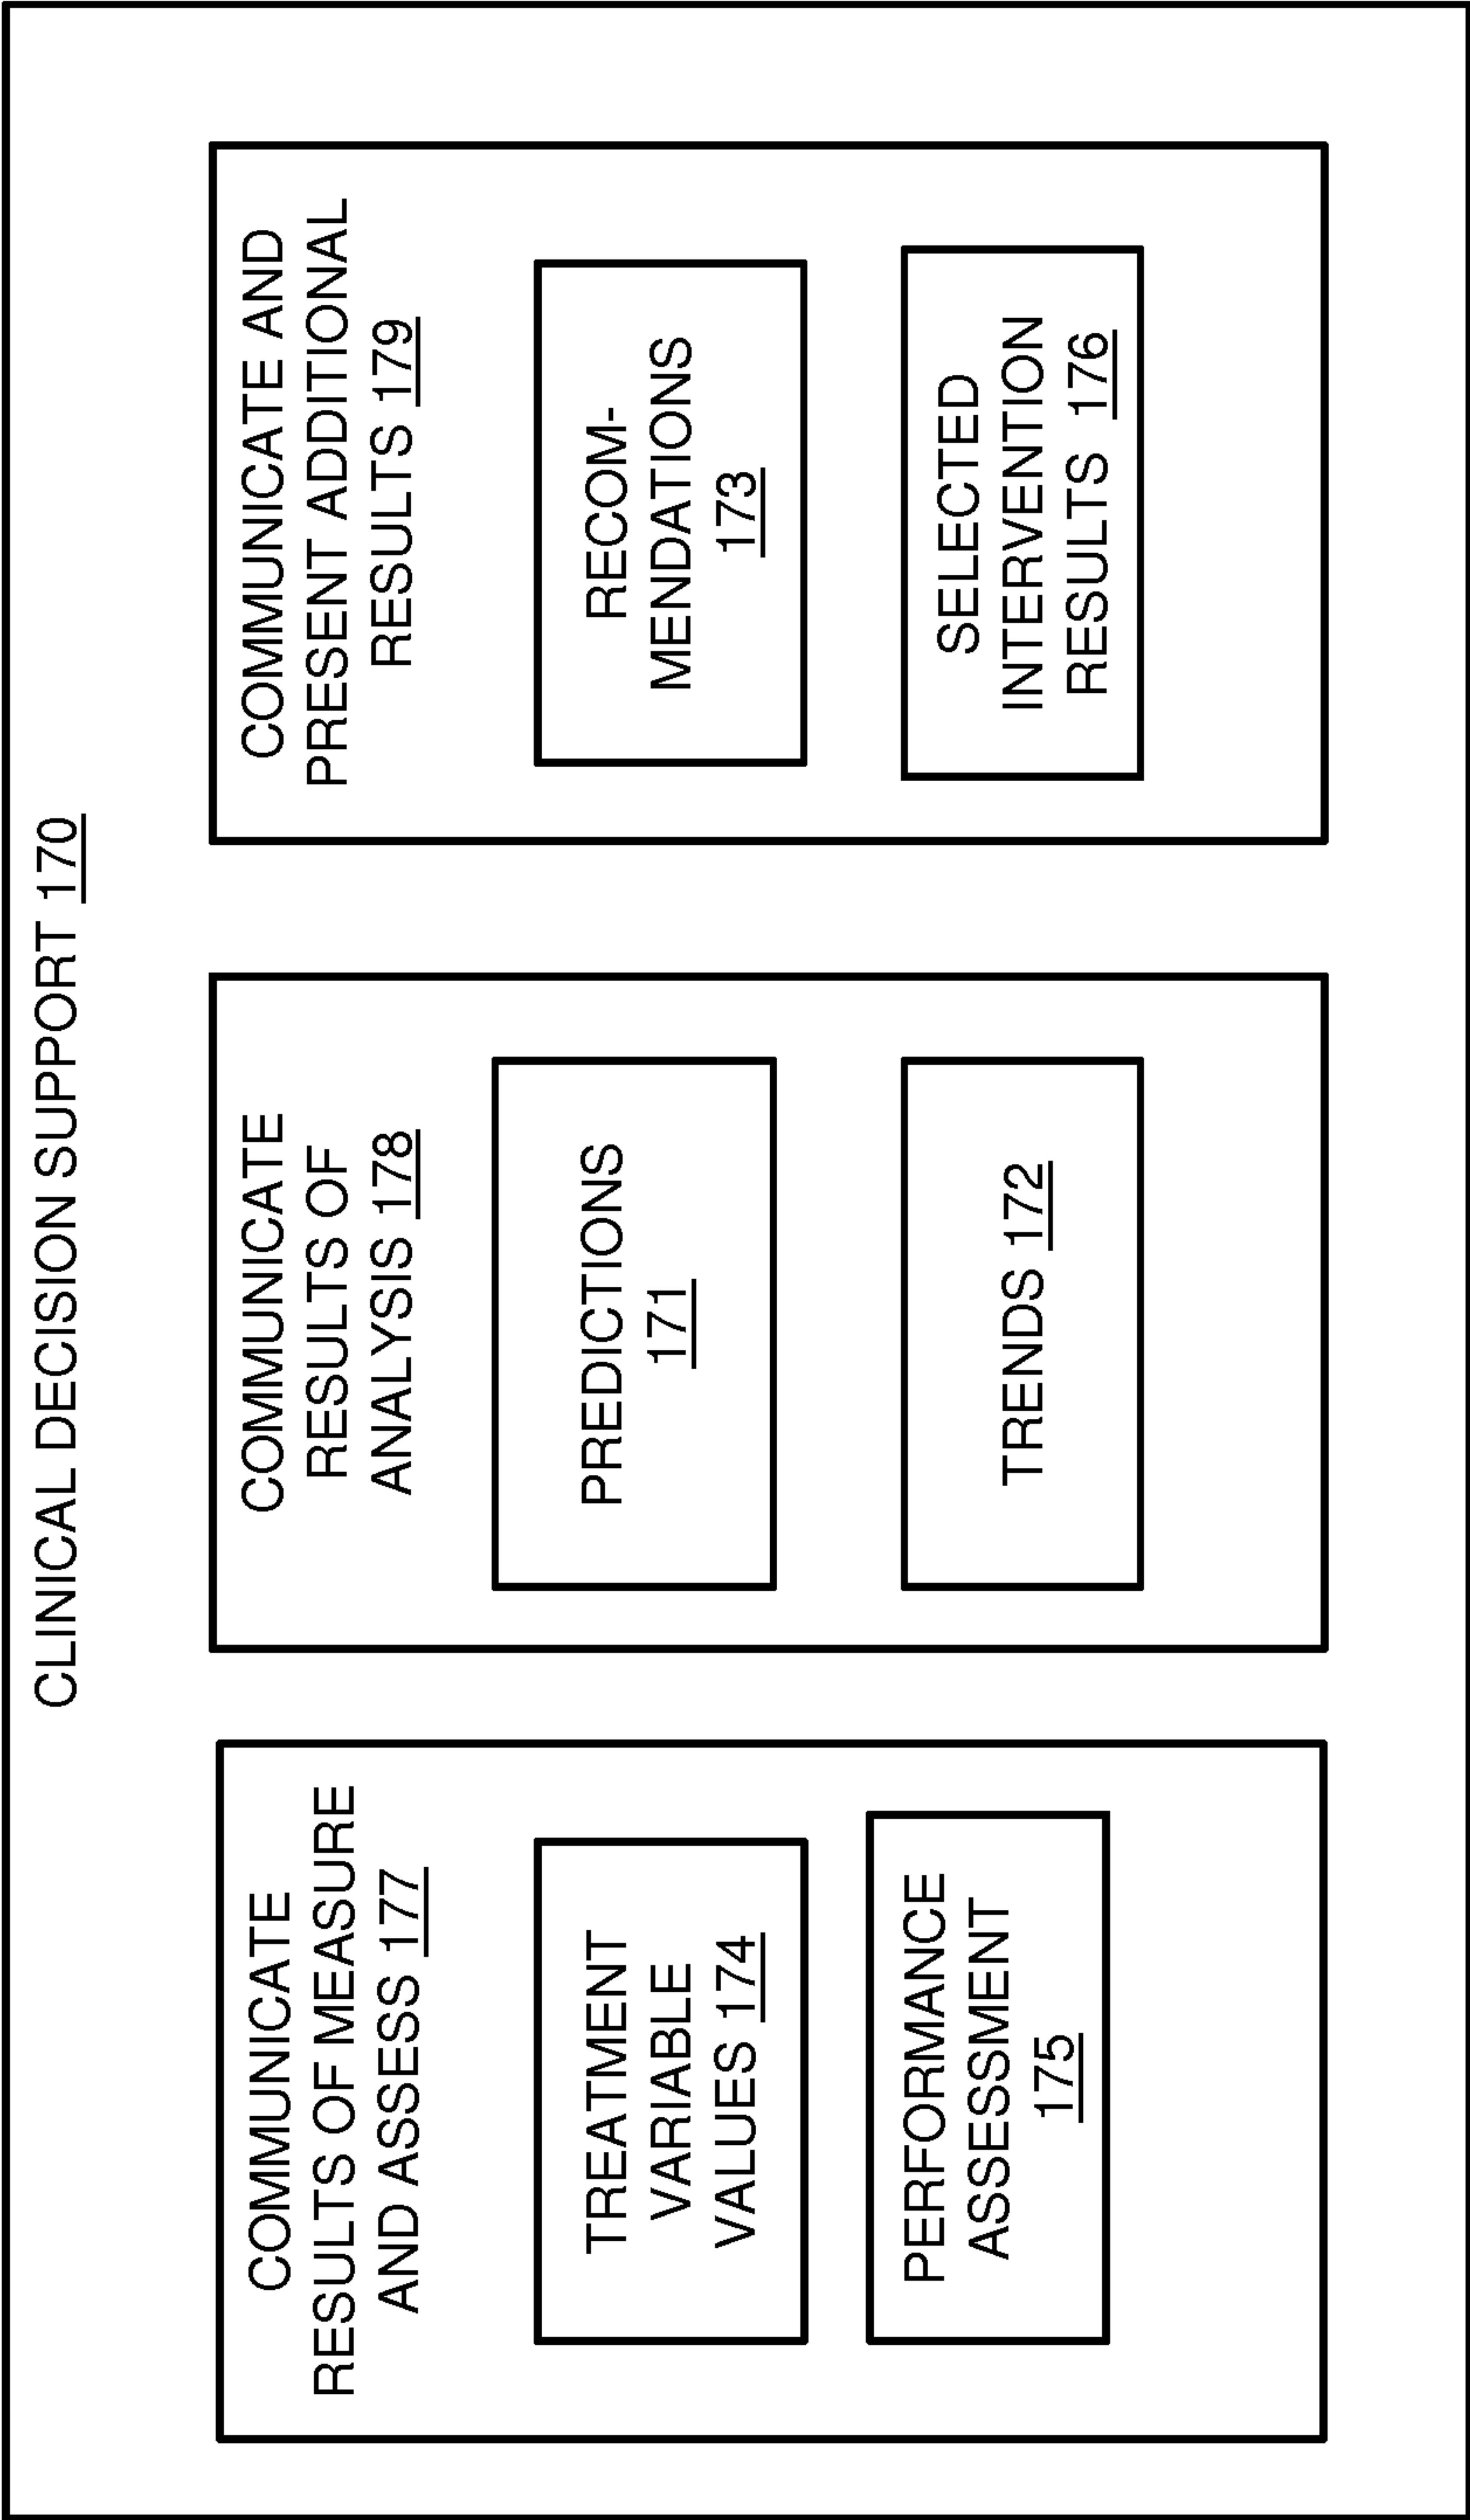 CLINICAL DECISION SUPPORT 170
COMMUNICATE
RESULTS OF MEASURE
AND ASSESS 177
TREATMENT
VARIABLE
VALUES 174
PERFORMANCE
ASSESSMENT
175
COMMUNICATE
RESULTS OF
ANALYSIS 178
PREDICTIONS
171
TRENDS 172
COMMUNICATE AND
PRESENT ADDITIONAL
RESULTS 179
RECOM-
MENDATIONS
173
SELECTED
INTERVENTION
RESULTS 176